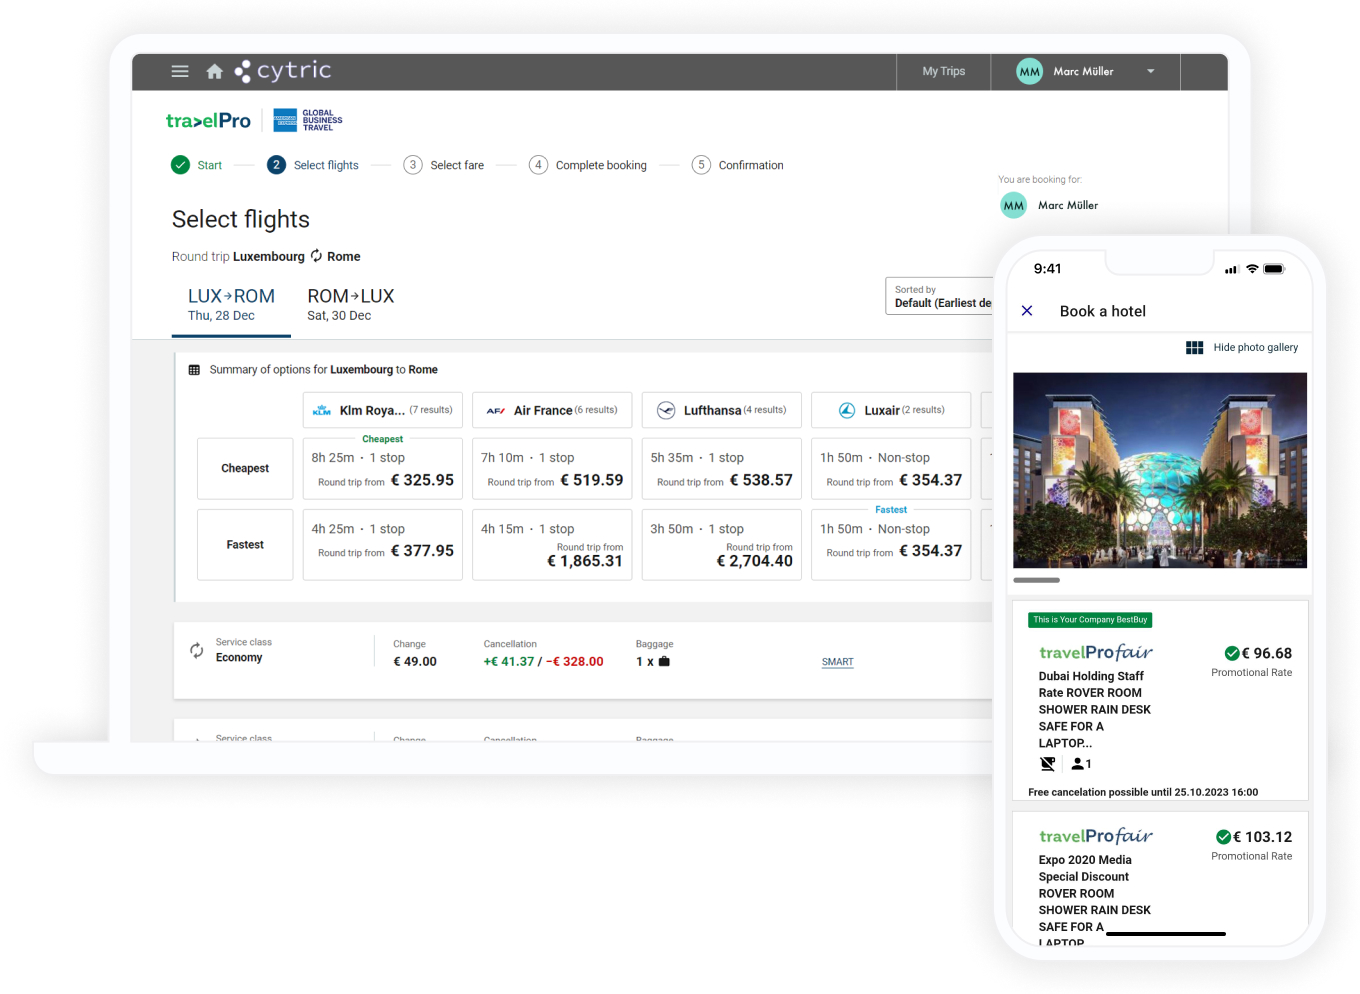 cytric
My Trips
MM
Marc Müller
travelPro
AMERICAN EXPRESS
GLOBAL
BUSINESS
TRAVEL
Start
2 Select flights
3 Select fare
4 Complete booking
5 Confirmation
You are booking for:
MM Marc Müller
Select flights
Round trip Luxembourg Rome
LUX→ROM
Thu, 28 Dec
ROM→LUX
Sat, 30 Dec
Sorted by
Default (Earliest de
Summary of options for Luxembourg to Rome
KLM Klm Roya... (7 results)
AF/ Air France (6 results)
Lufthansa (4 results)
Luxair (2 results)
Cheapest
Cheapest
8h 25m · 1 stop
Round trip from € 325.95
7h 10m · 1 stop
Round trip from € 519.59
5h 35m · 1 stop
Round trip from € 538.57
1h 50m · Non-stop
Round trip from € 354.37
Fastest
4h 25m · 1 stop
Round trip from € 377.95
4h 15m · 1 stop
Round trip from
€ 1,865.31
3h 50m · 1 stop
Round trip from
€ 2,704.40
Fastest
1h 50m · Non-stop
Round trip from € 354.37
Service class
Economy
Change
€ 49.00
Cancellation
+€ 41.37 / −€ 328.00
Baggage
1 x
SMART
Service class
Change
Cancellation
Baggage
9:41
Book a hotel
Hide photo gallery
This is Your Company BestBuy
travelProfair
€ 96.68
Promotional Rate
Dubai Holding Staff
Rate ROVER ROOM
SHOWER RAIN DESK
SAFE FOR A
LAPTOP...
1
Free cancelation possible until 25.10.2023 16:00
travelProfair
€ 103.12
Promotional Rate
Expo 2020 Media
Special Discount
ROVER ROOM
SHOWER RAIN DESK
SAFE FOR A
LAPTOP